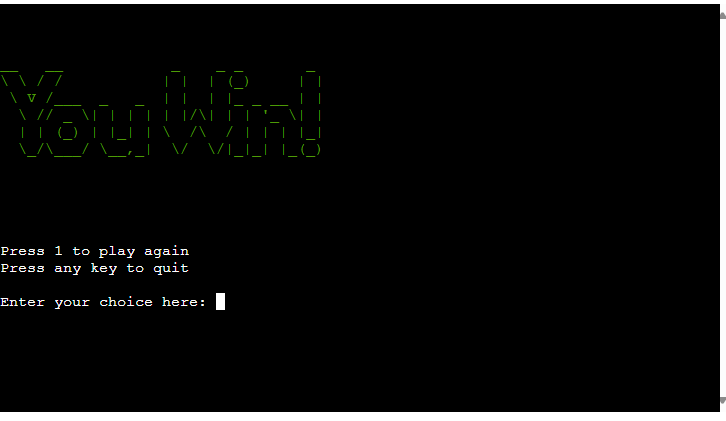 You Win!
Press 1 to play again
Press any key to quit
Enter your choice here: